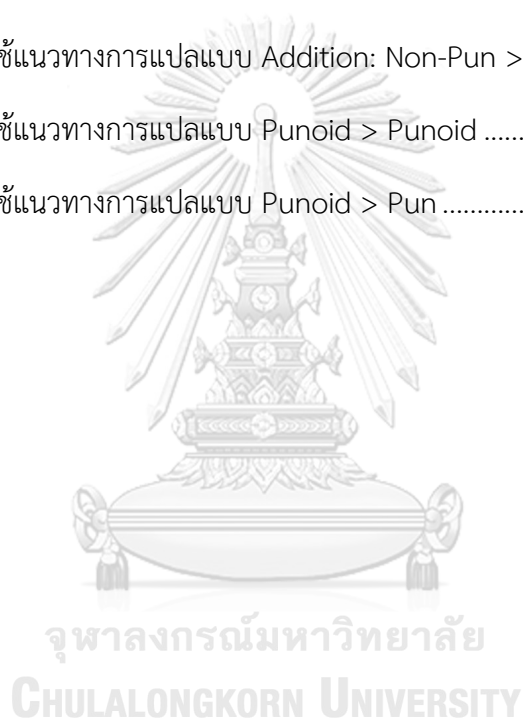 ช้แนวทางการแปลแบบ Addition: Non-Pun >
ช้แนวทางการแปลแบบ Punoid > Punoid ......
ช้แนวทางการแปลแบบ Punoid > Pun ............
จุฬาลงกรณ์มหาวิทยาลัย
CHULALONGKORN UNIVERSITY